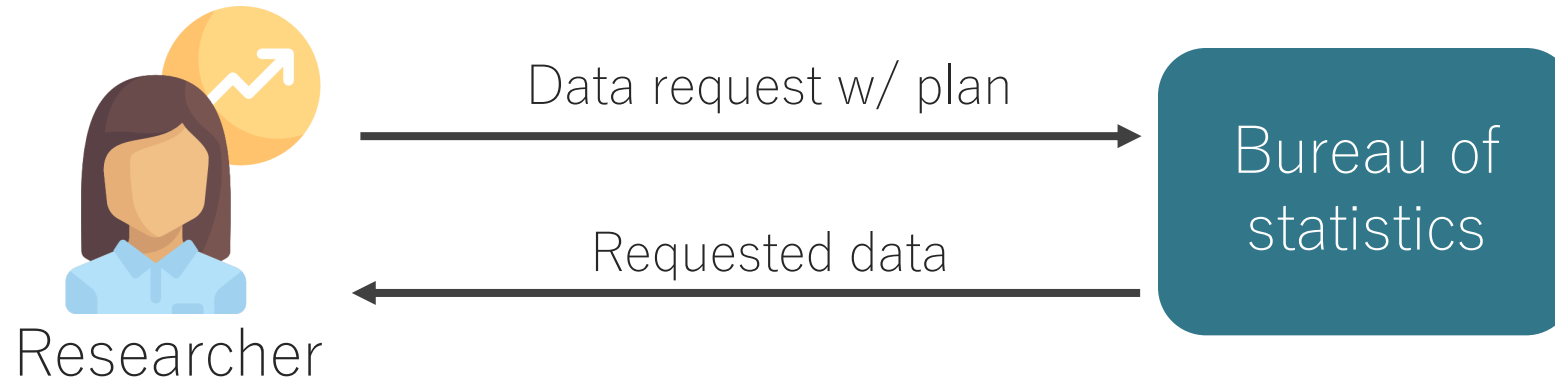 Data request w/ plan
Bureau of
statistics
Requested data
Researcher